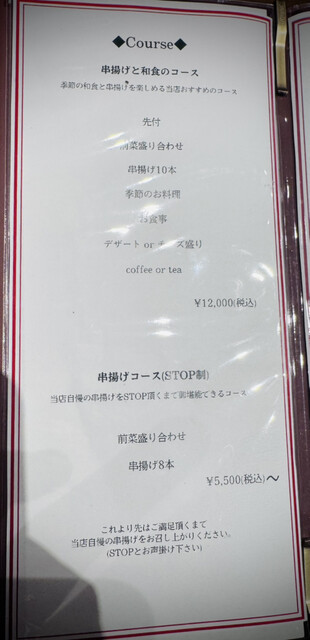 ◆Course◆
串揚げと和食のコース
季節の和食と串揚げを楽しめる当店おすすめのコース
先付
前菜盛り合わせ
串揚げ10本
季節のお料理
お食事
デザート or チーズ盛り
coffee or tea
¥12,000(税込)
串揚げコース(STOP制)
当店自慢の串揚げをSTOP頂くまで御堪能できるコース
前菜盛り合わせ
串揚げ8本
¥5,500(税込)〜
これより先はご満足頂くまで
当店自慢の串揚げをお召し上がりください。
(STOPとお声掛け下さい)